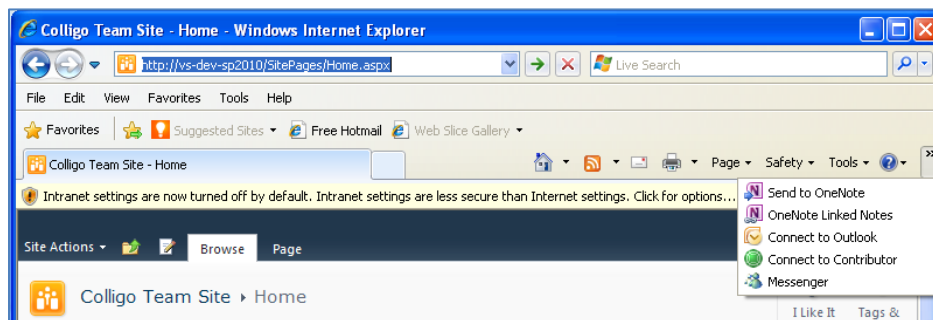 Colligo Team Site - Home - Windows Internet Explorer
http://vs-dev-sp2010/SitePages/Home.aspx
Live Search
File Edit View Favorites Tools Help
Favorites Suggested Sites Free Hotmail Web Slice Gallery
Colligo Team Site - Home Page Safety Tools
Intranet settings are now turned off by default. Intranet settings are less secure than Internet settings. Click for options...
Send to OneNote
OneNote Linked Notes
Connect to Outlook
Connect to Contributor
Messenger
Site Actions Browse Page
Colligo Team Site Home
I Like It Tags &